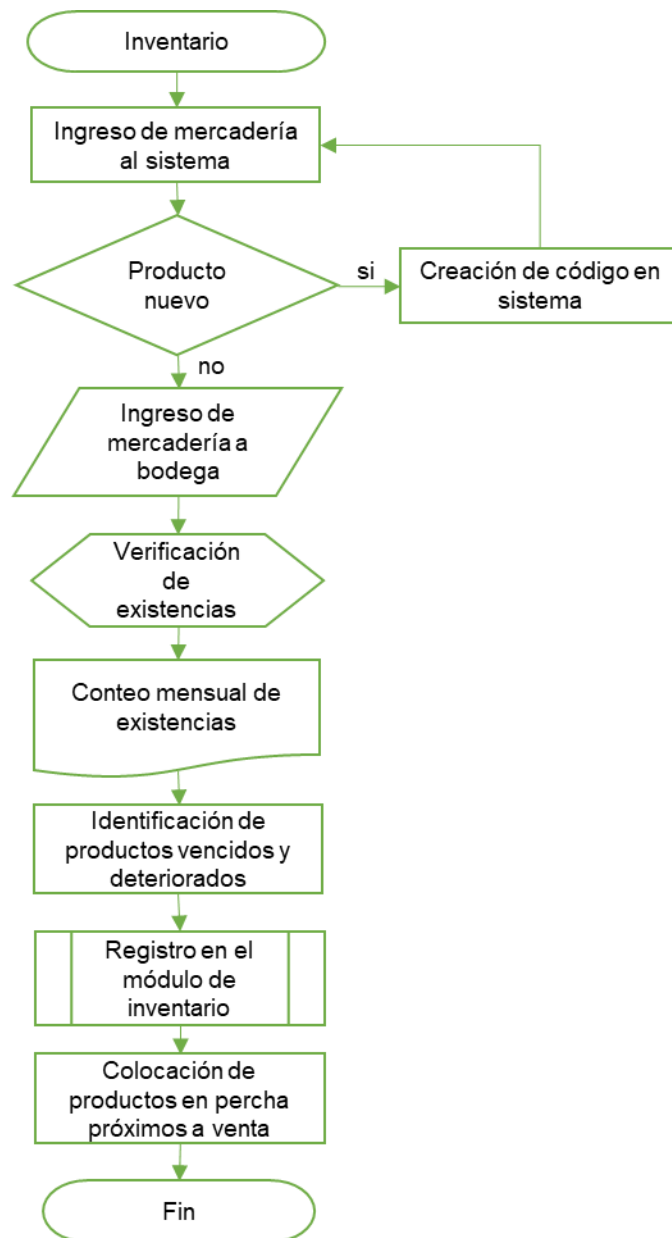 Inventario
Ingreso de mercadería
al sistema
Producto
nuevo
si
Creación de código en
sistema
no
Ingreso de
mercadería a
bodega
Verificación
de
existencias
Conteo mensual de
existencias
Identificación de
productos vencidos y
deteriorados
Registro en el
módulo de
inventario
Colocación de
productos en percha
próximos a venta
Fin